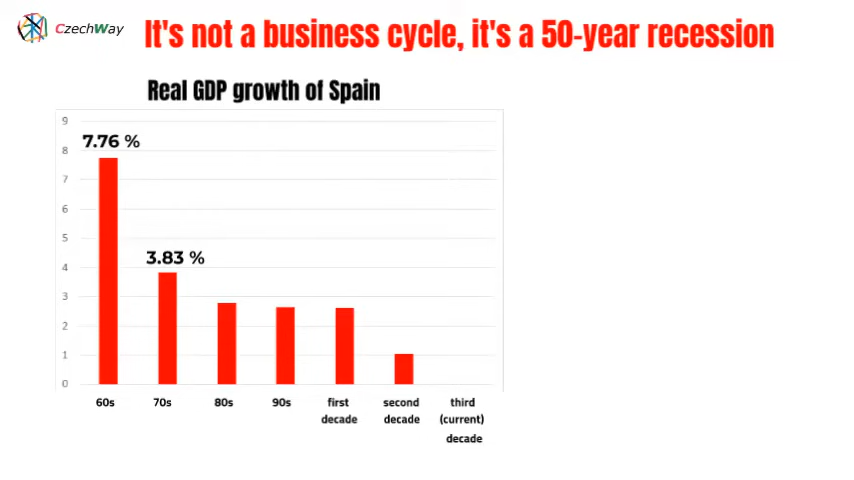 CzechWay
It's not a business cycle, it's a 50-year recession
Real GDP growth of Spain
9
8
7
6
5
4
3
2
1
0
7.76 %
3.83 %
60s
70s
80s
90s
first
decade
second
decade
third
(current)
decade